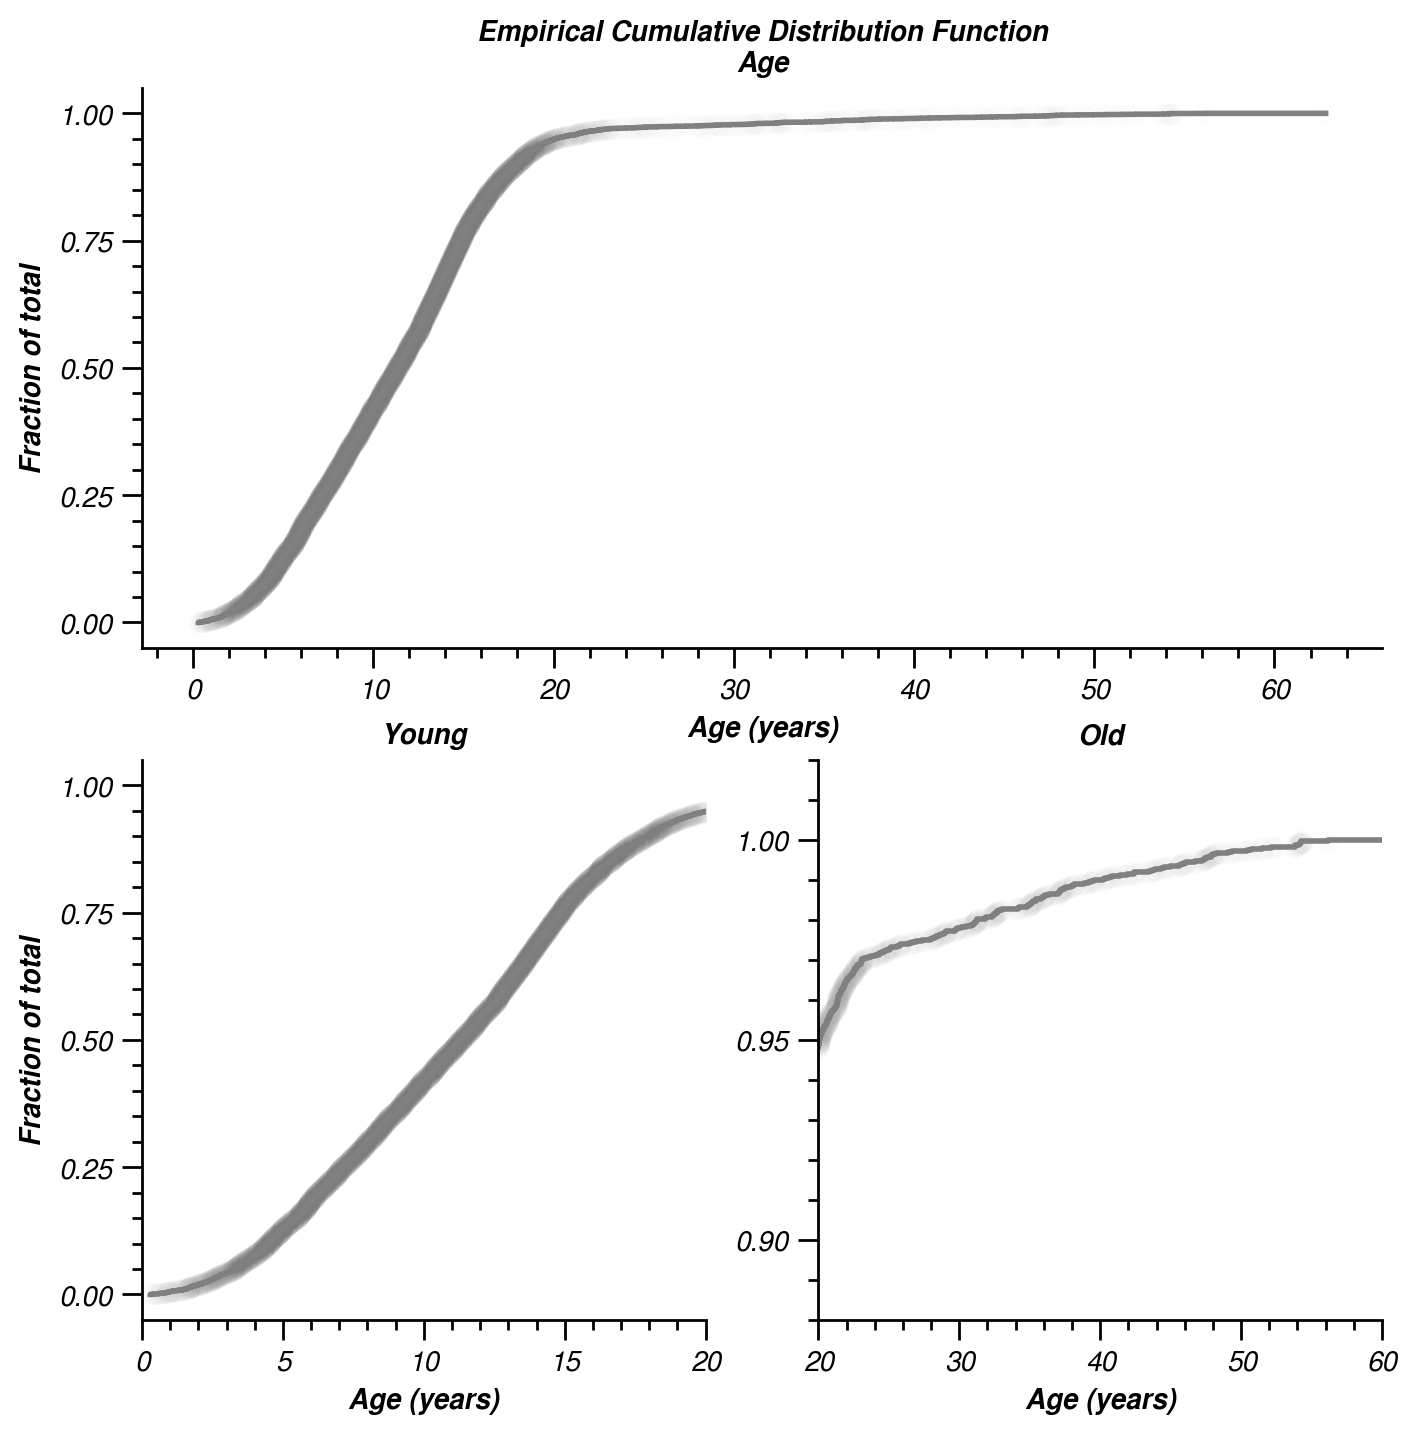 Empirical Cumulative Distribution Function
Age
Fraction of total
1.00
0.75
0.50
0.25
0.00
0 10 20 30 40 50 60
Age (years)
Young
Fraction of total
1.00
0.75
0.50
0.25
0.00
0 5 10 15 20
Age (years)
Old
1.00
0.95
0.90
20 30 40 50 60
Age (years)